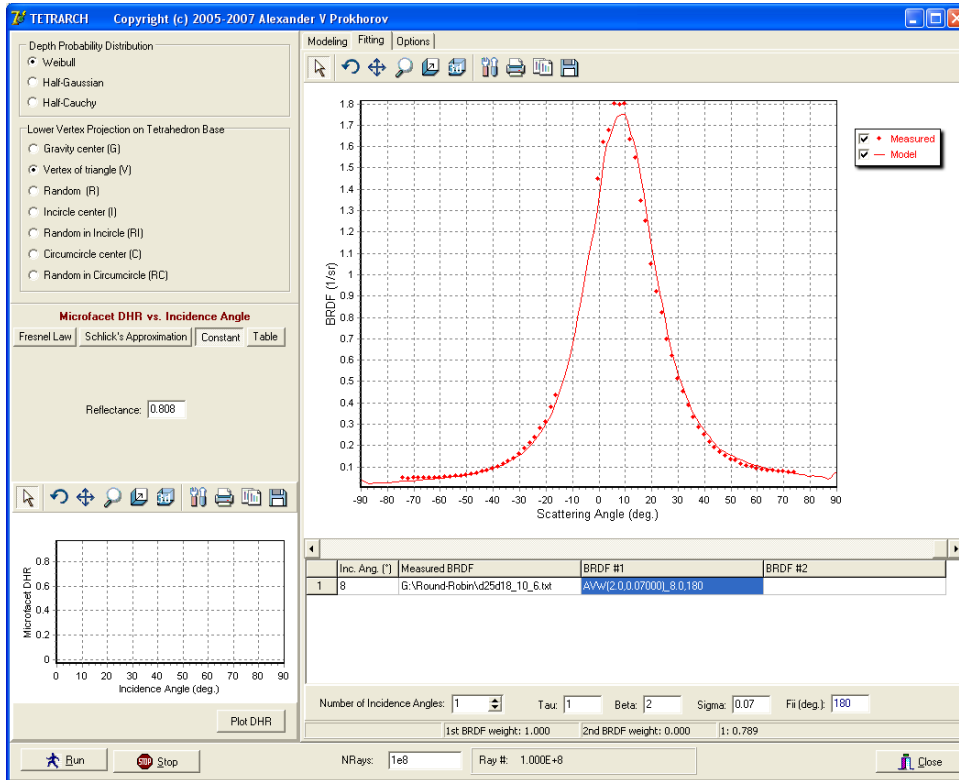 TETRARCH Copyright (c) 2005-2007 Alexander V Prokhorov
Depth Probability Distribution
Weibull
Half-Gaussian
Half-Cauchy
Lower Vertex Projection on Tetrahedron Base
Gravity center (G)
Vertex of triangle (V)
Random (R)
Incircle center (I)
Random in Incircle (RI)
Circumcircle center (C)
Random in Circumcircle (RC)
Microfacet DHR vs. Incidence Angle
Fresnel Law Schlick's Approximation Constant Table
Reflectance: 0.808
Microfacet DHR
0.8
0.6
0.4
0.2
0
0 10 20 30 40 50 60 70 80 90
Incidence Angle (deg.)
Plot DHR
Modeling Fitting Options
BRDF (1/sr)
1.8
1.7
1.6
1.5
1.4
1.3
1.2
1.1
1
0.9
0.8
0.7
0.6
0.5
0.4
0.3
0.2
0.1
-90 -80 -70 -60 -50 -40 -30 -20 -10 0 10 20 30 40 50 60 70 80 90
Scattering Angle (deg.)
Measured
Model
Inc. Ang. (°) Measured BRDF BRDF #1 BRDF #2
1 8 G:\Round-Robin\d25d18_10_6.txt AVW(2.0,0.07000)_8.0,180
Number of Incidence Angles: 1 Tau: 1 Beta: 2 Sigma: 0.07 Fii (deg.): 180
1st BRDF weight: 1.000 2nd BRDF weight: 0.000 1: 0.789
Run STOP Stop NRays: 1e8 Ray #: 1.000E+8 Close